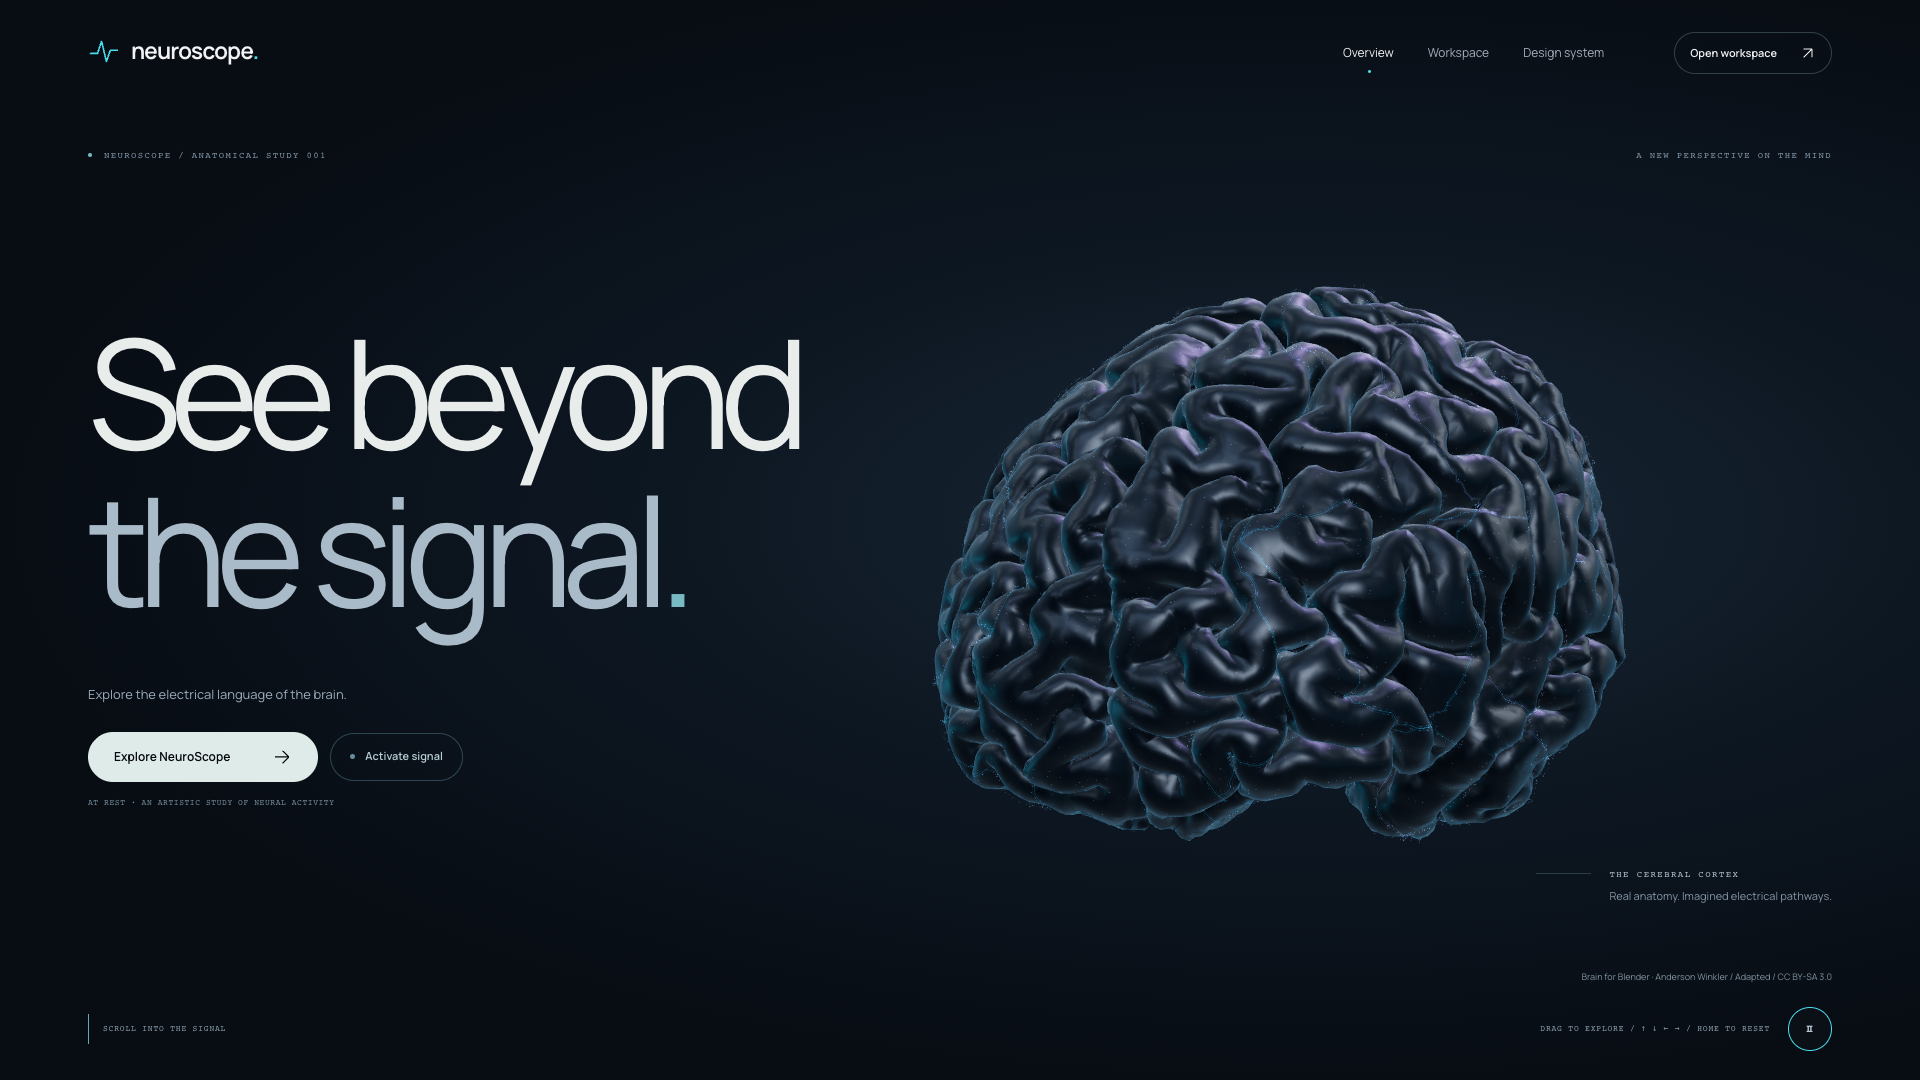 neuroscope.
Overview
Workspace
Design system
Open workspace
NEUROSCOPE / ANATOMICAL STUDY 001
A NEW PERSPECTIVE ON THE MIND
See beyond
the signal.
Explore the electrical language of the brain.
Explore NeuroScope
Activate signal
AT REST · AN ARTISTIC STUDY OF NEURAL ACTIVITY
THE CEREBRAL CORTEX
Real anatomy. Imagined electrical pathways.
Brain for Blender · Anderson Winkler / Adapted / CC BY-SA 3.0
SCROLL INTO THE SIGNAL
DRAG TO EXPLORE / ↑ ↓ ← → / HOME TO RESET